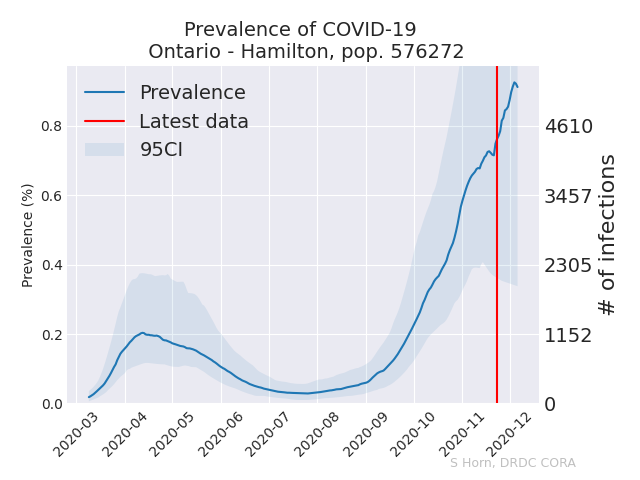 Prevalence of COVID-19
Ontario - Hamilton, pop. 576272
Prevalence
Latest data
95CI
Prevalence (%)
0.8
0.6
0.4
0.2
0.0
4610
3457
2305
1152
0
# of infections
2020-03
2020-04
2020-05
2020-06
2020-07
2020-08
2020-09
2020-10
2020-11
2020-12
S Horn, DRDC CORA